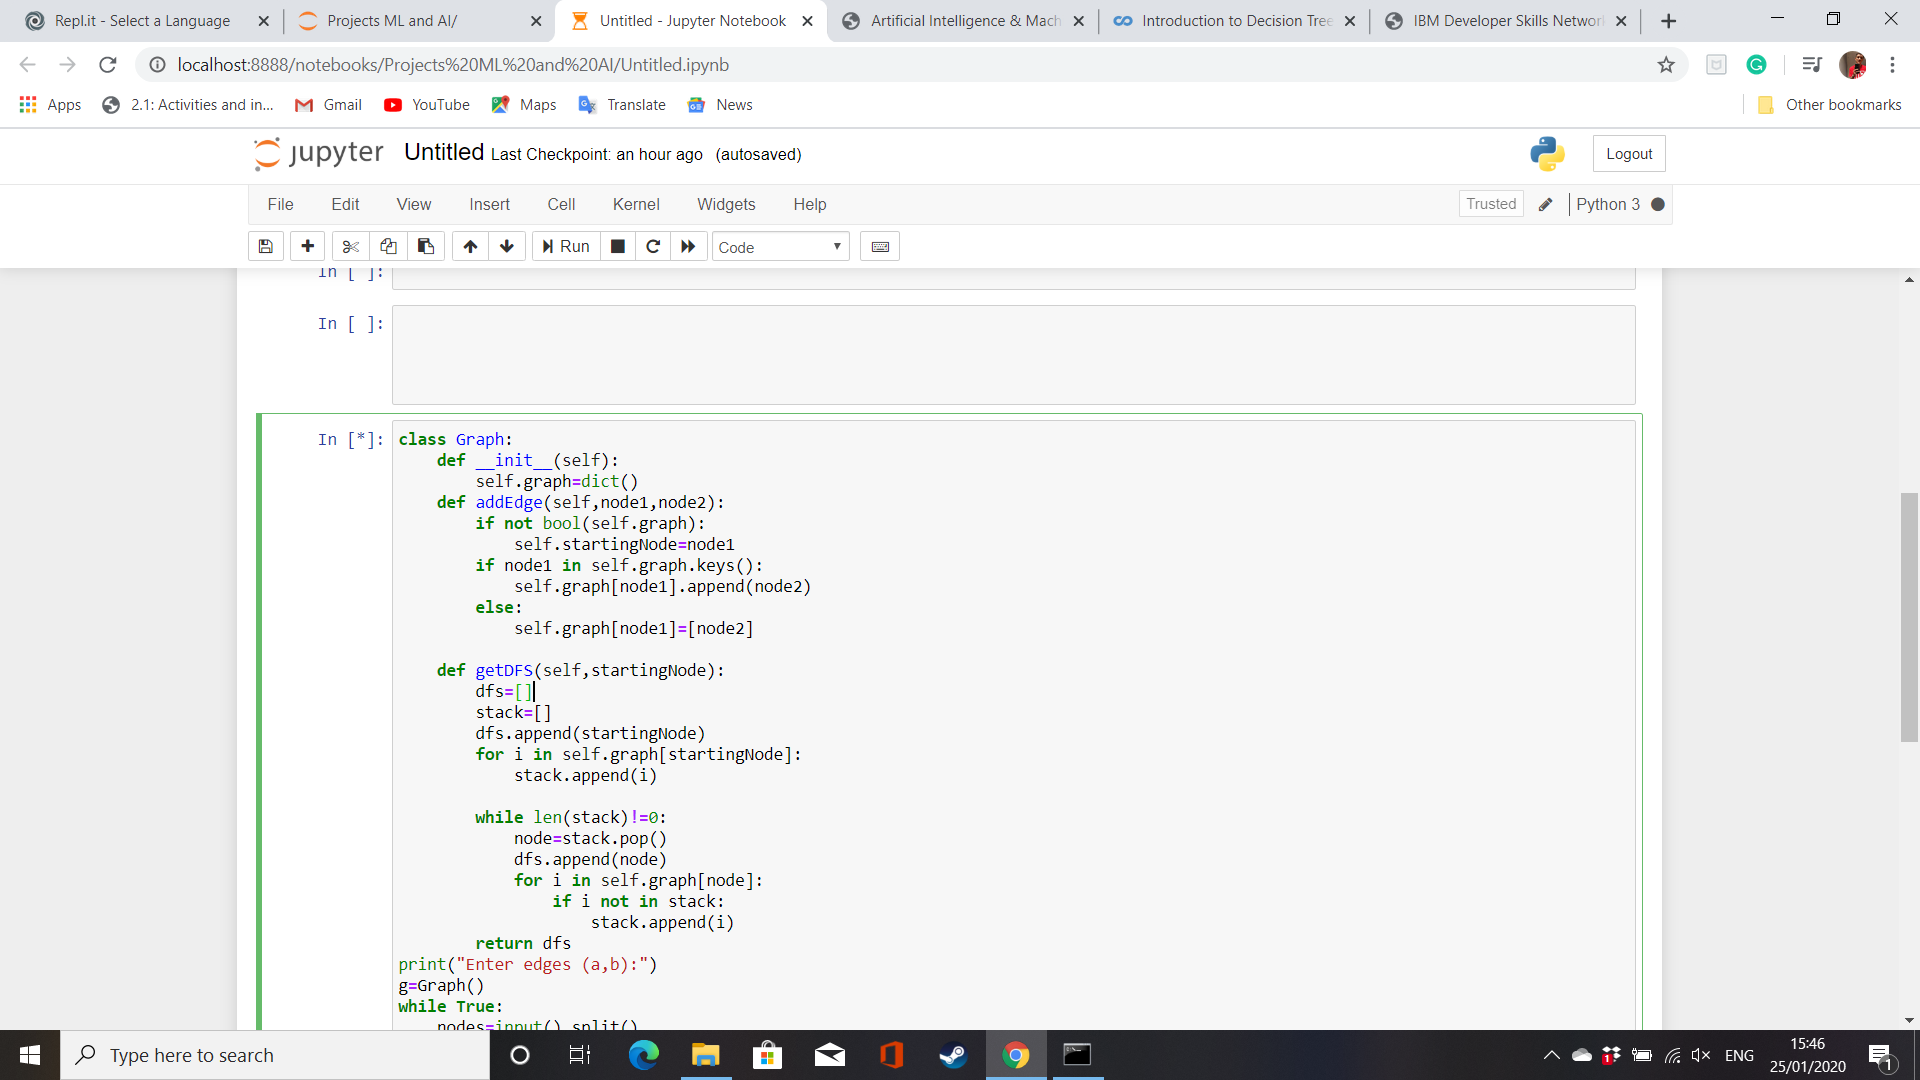 Repl.it - Select a Language
Projects ML and AI/
Untitled - Jupyter Notebook
Artificial Intelligence & Mach
Introduction to Decision Tree
IBM Developer Skills Networ
localhost:8888/notebooks/Projects%20ML%20and%20AI/Untitled.ipynb
Apps
2.1: Activities and in...
Gmail
YouTube
Maps
Translate
News
Other bookmarks
jupyter Untitled Last Checkpoint: an hour ago (autosaved)
Logout
File Edit View Insert Cell Kernel Widgets Help
Trusted
Python 3
Run
Code
In [ ]:
In [ ]:
In [*]:
class Graph:
    def __init__(self):
        self.graph=dict()
    def addEdge(self,node1,node2):
        if not bool(self.graph):
            self.startingNode=node1
        if node1 in self.graph.keys():
            self.graph[node1].append(node2)
        else:
            self.graph[node1]=[node2]
    def getDFS(self,startingNode):
        dfs=[]
        stack=[]
        dfs.append(startingNode)
        for i in self.graph[startingNode]:
            stack.append(i)
        while len(stack)!=0:
            node=stack.pop()
            dfs.append(node)
            for i in self.graph[node]:
                if i not in stack:
                    stack.append(i)
        return dfs
print("Enter edges (a,b):")
g=Graph()
while True:
    nodes=input().split()
Type here to search
ENG
15:46
25/01/2020
1
1